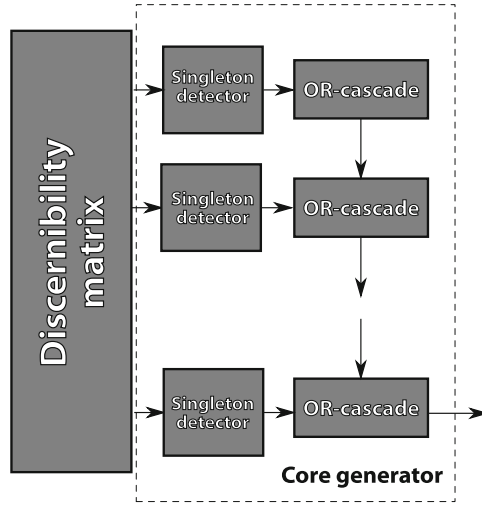 Discernibility
matrix
Singleton
detector
OR-cascade
Singleton
detector
OR-cascade
Singleton
detector
OR-cascade
Core generator